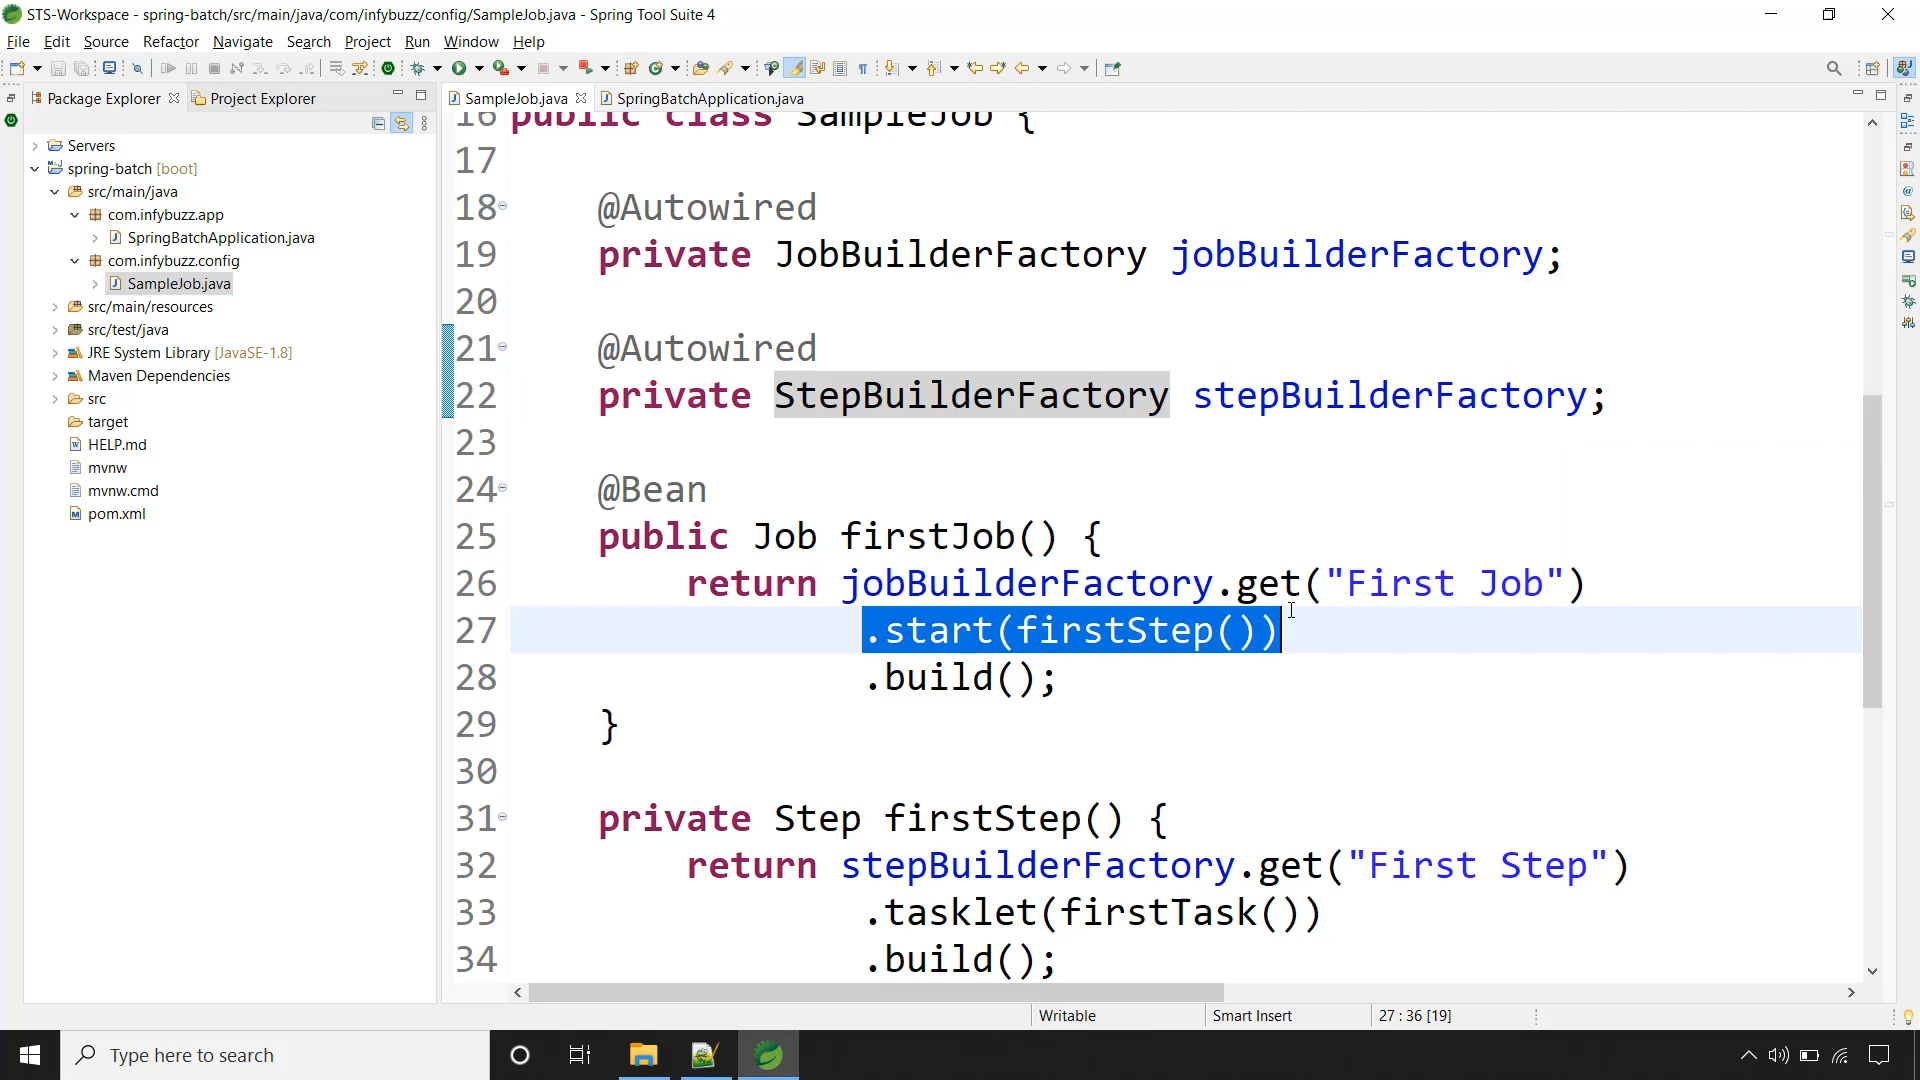 STS-Workspace - spring-batch/src/main/java/com/infybuzz/config/SampleJob.java - Spring Tool Suite 4
File Edit Source Refactor Navigate Search Project Run Window Help
Package Explorer
Project Explorer
Servers
spring-batch [boot]
src/main/java
com.infybuzz.app
SpringBatchApplication.java
com.infybuzz.config
SampleJob.java
src/main/resources
src/test/java
JRE System Library [JavaSE-1.8]
Maven Dependencies
src
target
HELP.md
mvnw
mvnw.cmd
pom.xml
SampleJob.java
SpringBatchApplication.java
16 public class SampleJob {
17
18 @Autowired
19 private JobBuilderFactory jobBuilderFactory;
20
21 @Autowired
22 private StepBuilderFactory stepBuilderFactory;
23
24 @Bean
25 public Job firstJob() {
26 return jobBuilderFactory.get("First Job")
27 .start(firstStep())
28 .build();
29 }
30
31 private Step firstStep() {
32 return stepBuilderFactory.get("First Step")
33 .tasklet(firstTask())
34 .build();
Writable
Smart Insert
27 : 36 [19]
Type here to search